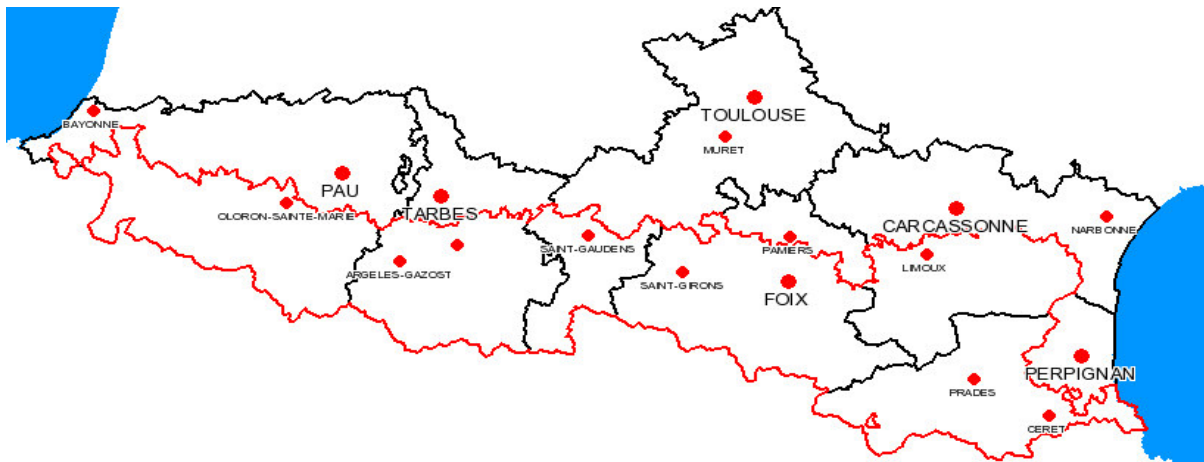 TOULOUSE
BAYONNE
MURET
PAU
TARBES
OLORON-SAINTE-MARIE
CARCASSONNE
NARBONNE
SAINT-GAUDENS
PAMIERS
LIMOUX
ARGELES-GAZOST
SAINT-GIRONS
FOIX
PERPIGNAN
PRADES
CERET